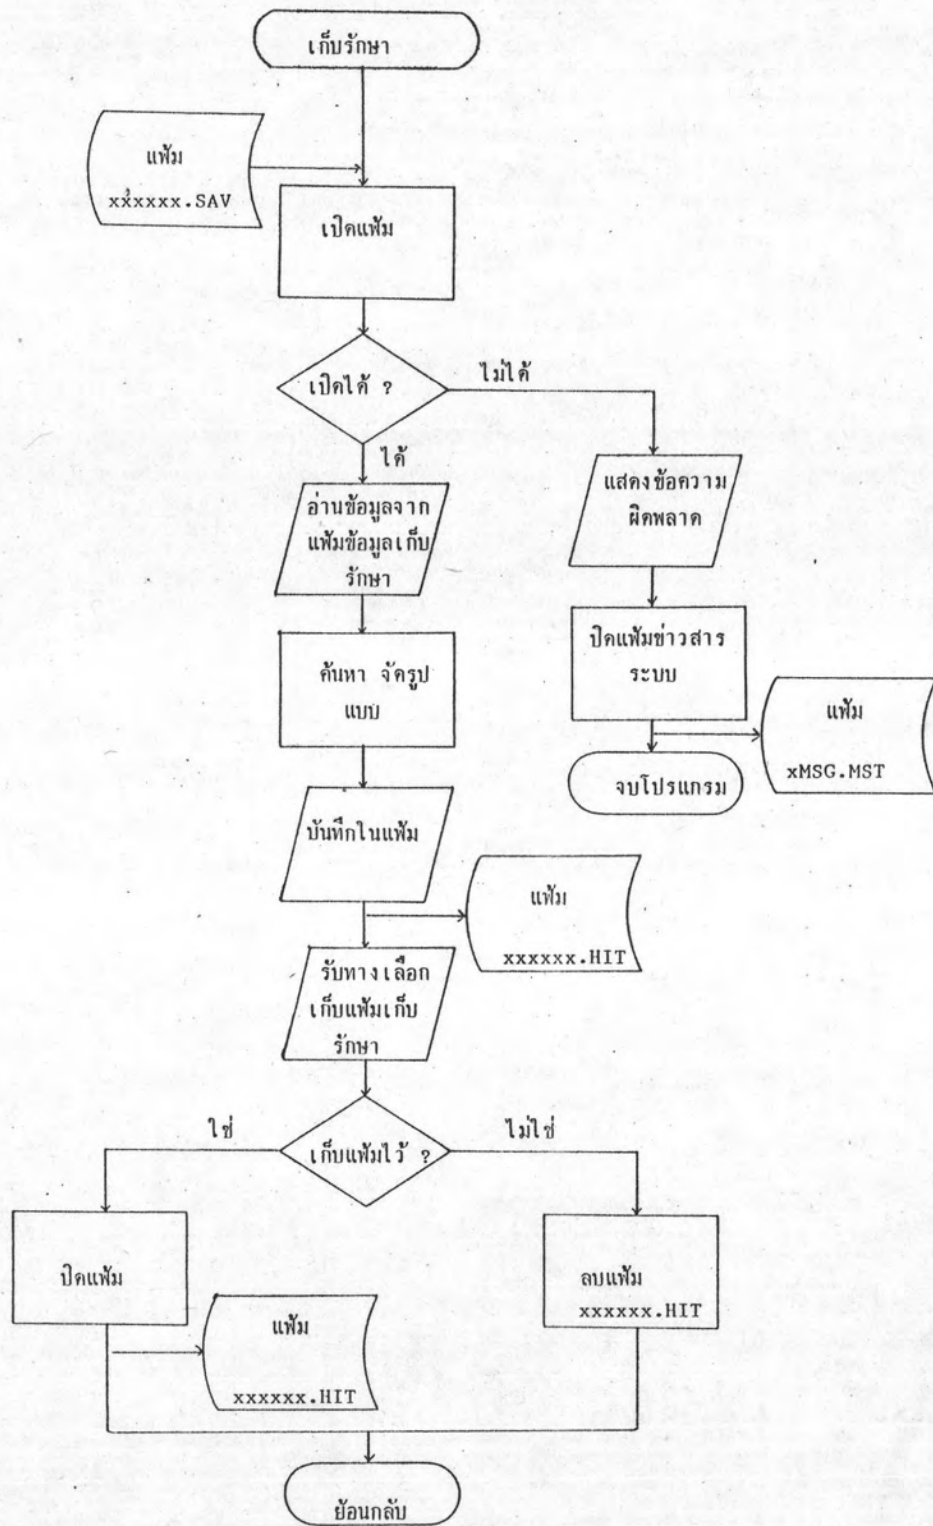 เก็บรักษา
แฟ้ม
xxxxxx.SAV
เปิดแฟ้ม
เปิดได้ ?
ไม่ได้
ได้
อ่านข้อมูลจาก
แฟ้มข้อมูลเก็บ
รักษา
แสดงข้อความ
ผิดพลาด
ค้นหา จัดรูป
แบบ
ปิดแฟ้มข่าวสาร
ระบบ
แฟ้ม
xMSG.MST
จบโปรแกรม
บันทึกในแฟ้ม
แฟ้ม
xxxxxx.HIT
รับทางเลือก
เก็บแฟ้มเก็บ
รักษา
ใช่
เก็บแฟ้มไว้ ?
ไม่ใช่
ปิดแฟ้ม
แฟ้ม
xxxxxx.HIT
ลบแฟ้ม
xxxxxx.HIT
ย้อนกลับ